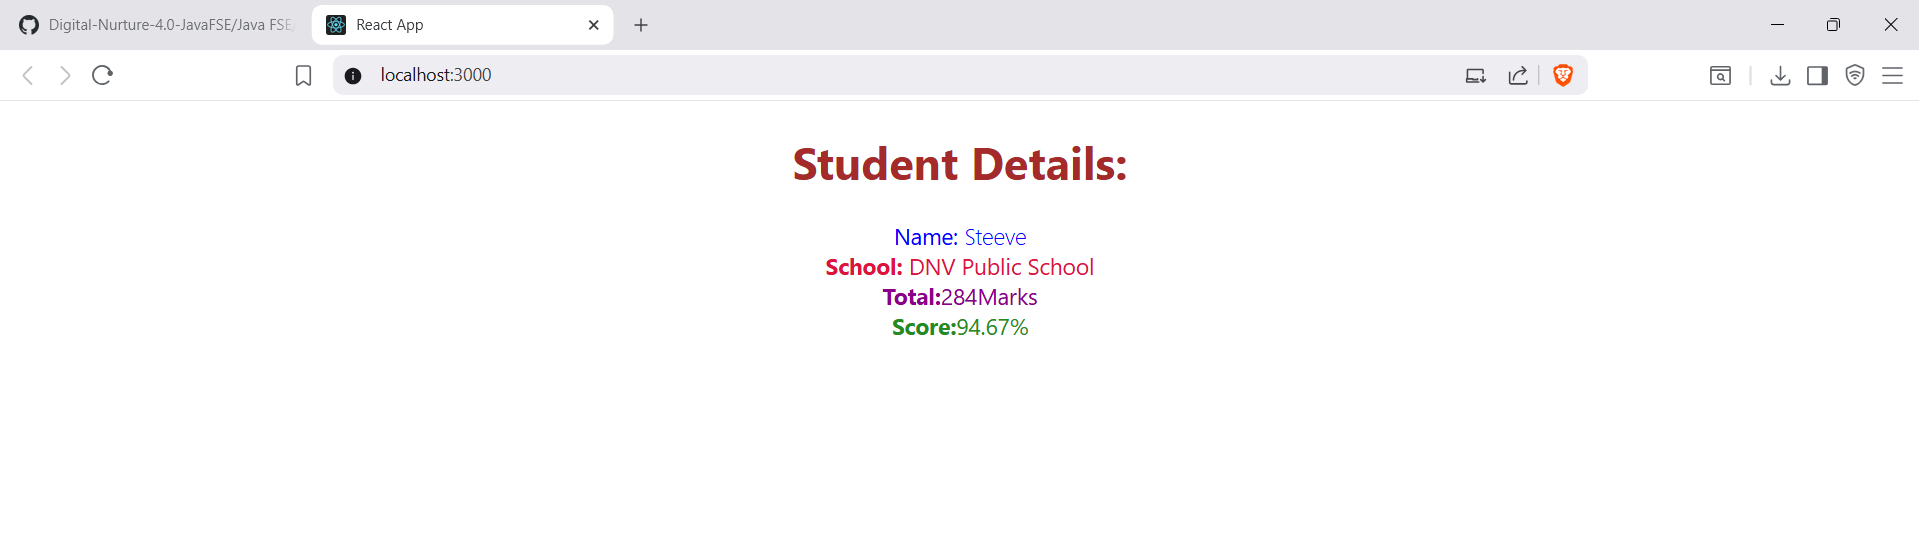 Digital-Nurture-4.0-JavaFSE/Java FSE/
React App
localhost:3000
Student Details:
Name: Steeve
School: DNV Public School
Total:284Marks
Score:94.67%